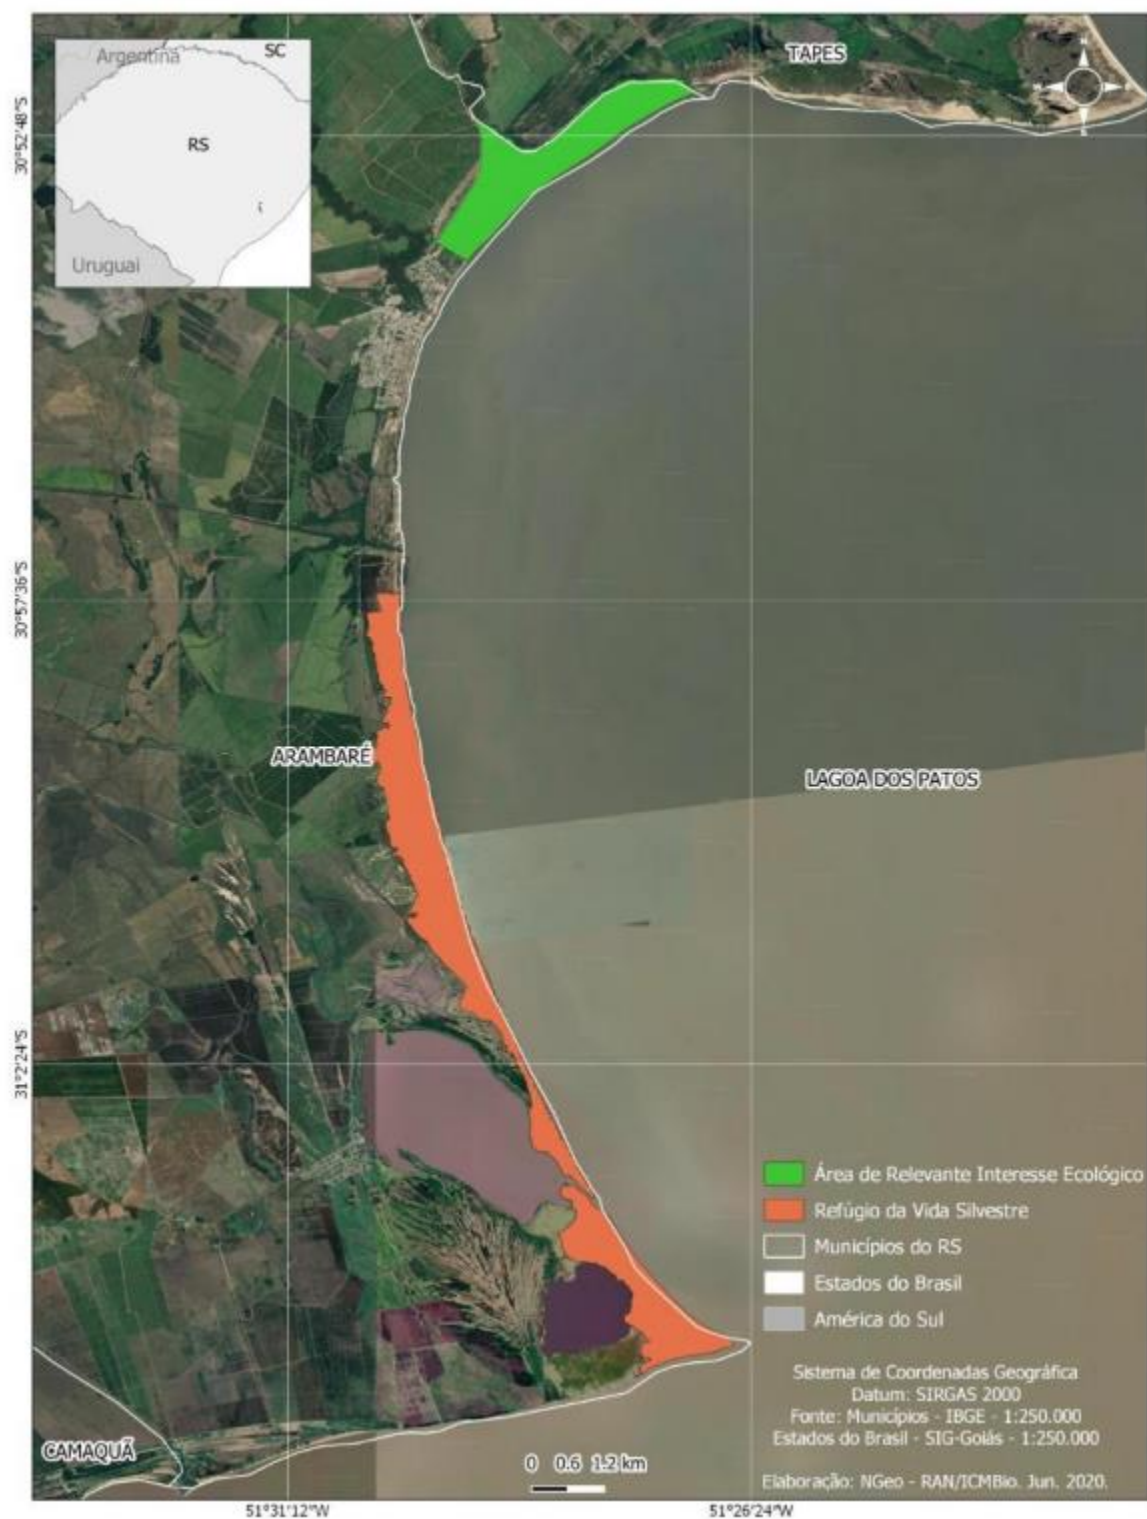 Argentina
SC
RS
Uruguai
TAPES
N
30°52'48"S
30°57'36"S
ARAMBARÉ
LAGOA DOS PATOS
31°2'24"S
Área de Relevante Interesse Ecológico
Refúgio da Vida Silvestre
Municípios do RS
Estados do Brasil
América do Sul
Sistema de Coordenadas Geográfica
Datum: SIRGAS 2000
Fonte: Municípios - IBGE - 1:250.000
Estados do Brasil - SIG-Goiás - 1:250.000
Elaboração: NGeo - RAN/ICMBio. Jun. 2020.
CAMAQUÃ
0 0.6 1.2 km
51°31'12"W
51°26'24"W